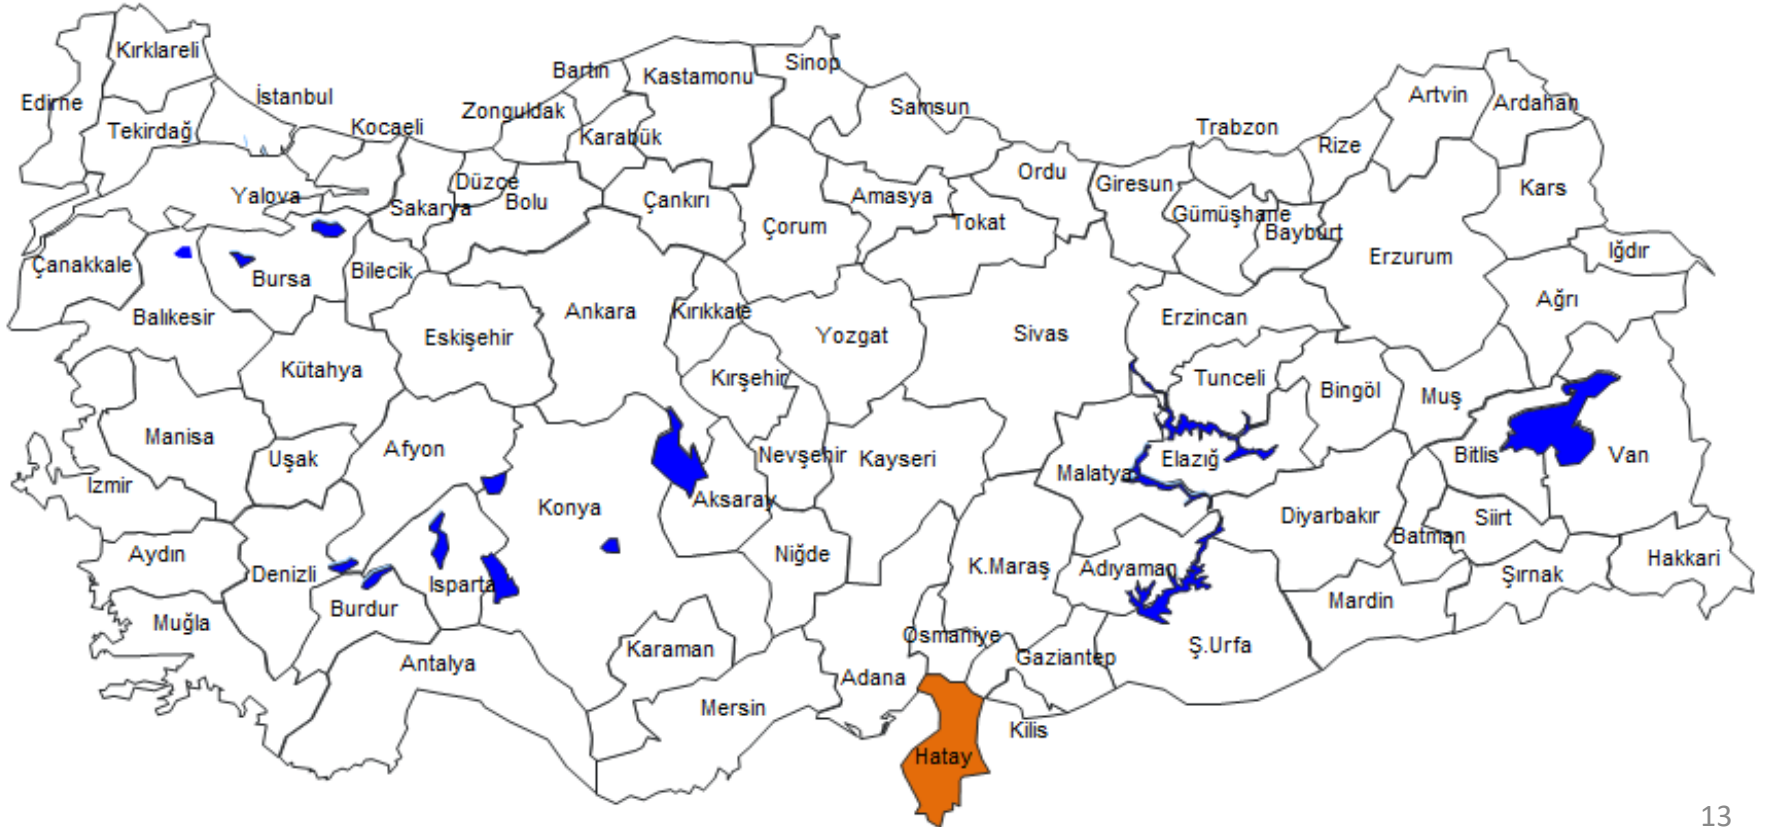 Kırklareli
Edirne
Tekirdağ
İstanbul
Kocaeli
Yalova
Zonguldak
Bartın
Kastamonu
Karabük
Sinop
Samsun
Düzce
Bolu
Sakarya
Çankırı
Çorum
Amasya
Tokat
Ordu
Giresun
Trabzon
Rize
Artvin
Ardahan
Kars
Gümüşhane
Bayburt
Erzurum
Iğdır
Ağrı
Çanakkale
Balıkesir
Bursa
Bilecik
Eskişehir
Ankara
Kırıkkale
Yozgat
Sivas
Erzincan
Kütahya
Kırşehir
Tunceli
Bingöl
Muş
Manisa
Uşak
Afyon
Nevşehir
Kayseri
Malatya
Elazığ
Bitlis
Van
İzmir
Konya
Aksaray
Diyarbakır
Batman
Siirt
Aydın
Denizli
Isparta
Niğde
K.Maraş
Adıyaman
Mardin
Şırnak
Hakkari
Muğla
Burdur
Antalya
Karaman
Mersin
Adana
Osmaniye
Gaziantep
Ş.Urfa
Kilis
Hatay
13